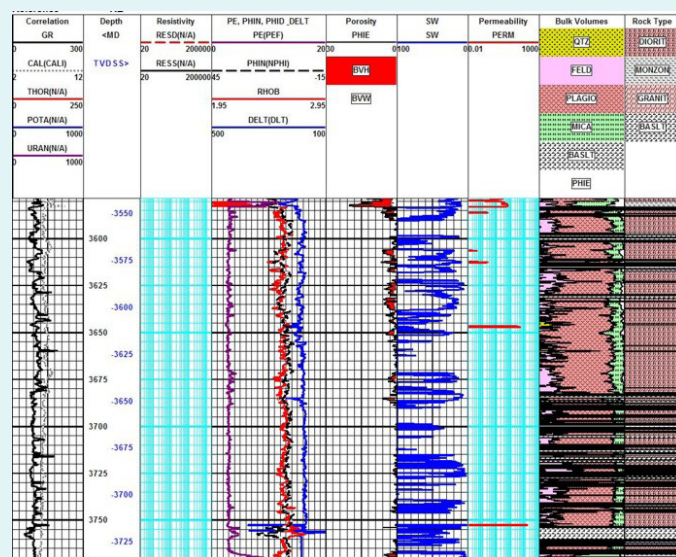 Correlation Depth Resistivity PE, PHIN, PHID ,DELT Porosity SW Permeability Bulk Volumes Rock Type
GR <MD RESD(N/A) PE(PEF) PHIE SW PERM QTZ DIORIT
0 300 20 200000 0 20 30 0 100 0 0.01 1000
CAL(CALI) TVDSS> RESS(N/A) PHIN(NPHI) BVH FELD MONZON
2 12 20 200000 45 -15
THOR(N/A) RHOB BVW PLAGIO GRANIT
0 250 1.95 2.95
POTA(N/A) DELT(DLT) MICA BASLT
0 1000 500 100
URAN(N/A) BASLT
0 1000
PHIE
-3550
3600
-3575
3625
-3600
3650
-3625
3675
-3650
3700
-3675
3725
-3700
3750
-3725